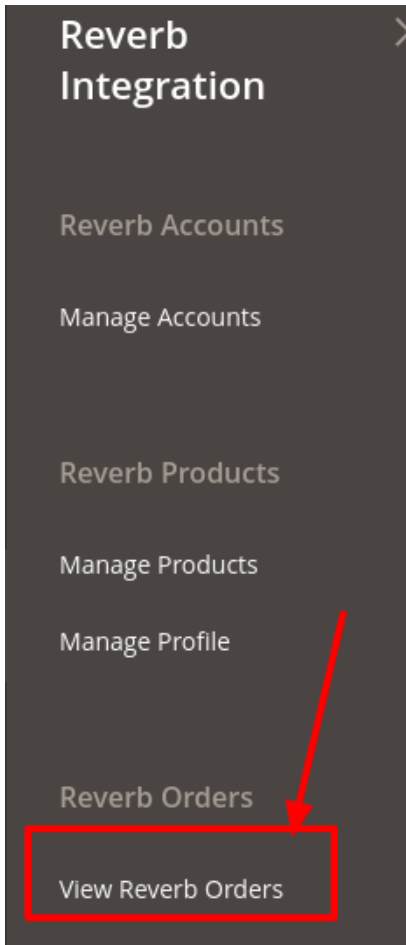 Reverb
Integration
Reverb Accounts
Manage Accounts
Reverb Products
Manage Products
Manage Profile
Reverb Orders
View Reverb Orders